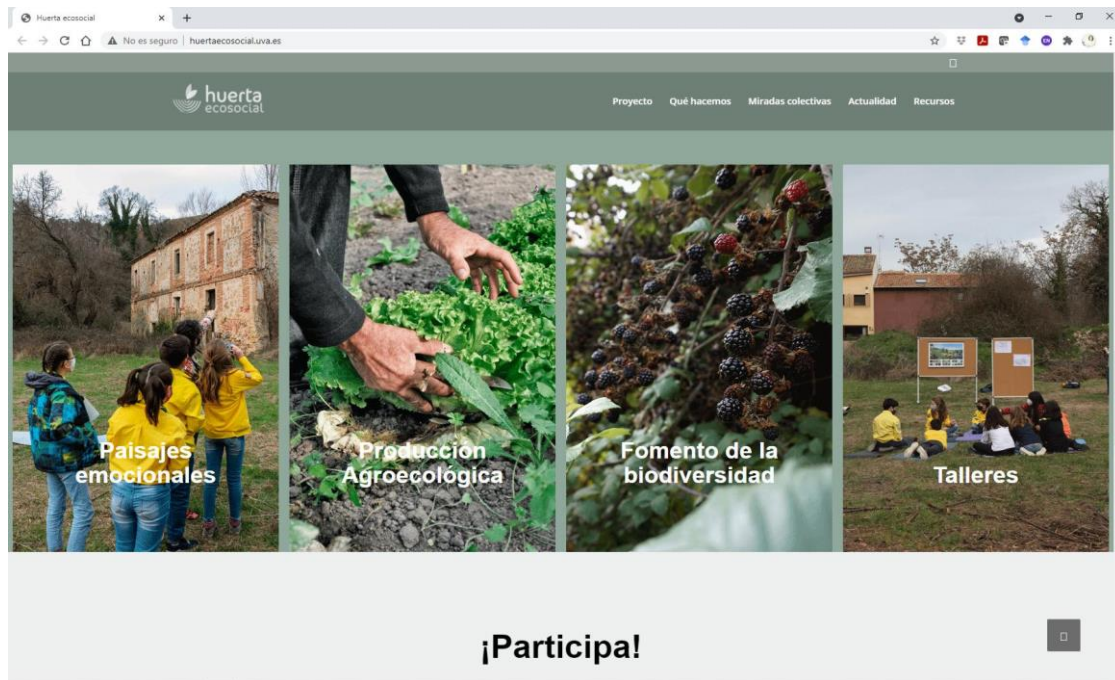 Huerta ecosocial
No es seguro | huertaecosocial.uva.es
huerta
ecosocial
Proyecto Qué hacemos Miradas colectivas Actualidad Recursos
Paisajes
emocionales
Producción
Agroecológica
Fomento de la
biodiversidad
Talleres
¡Participa!